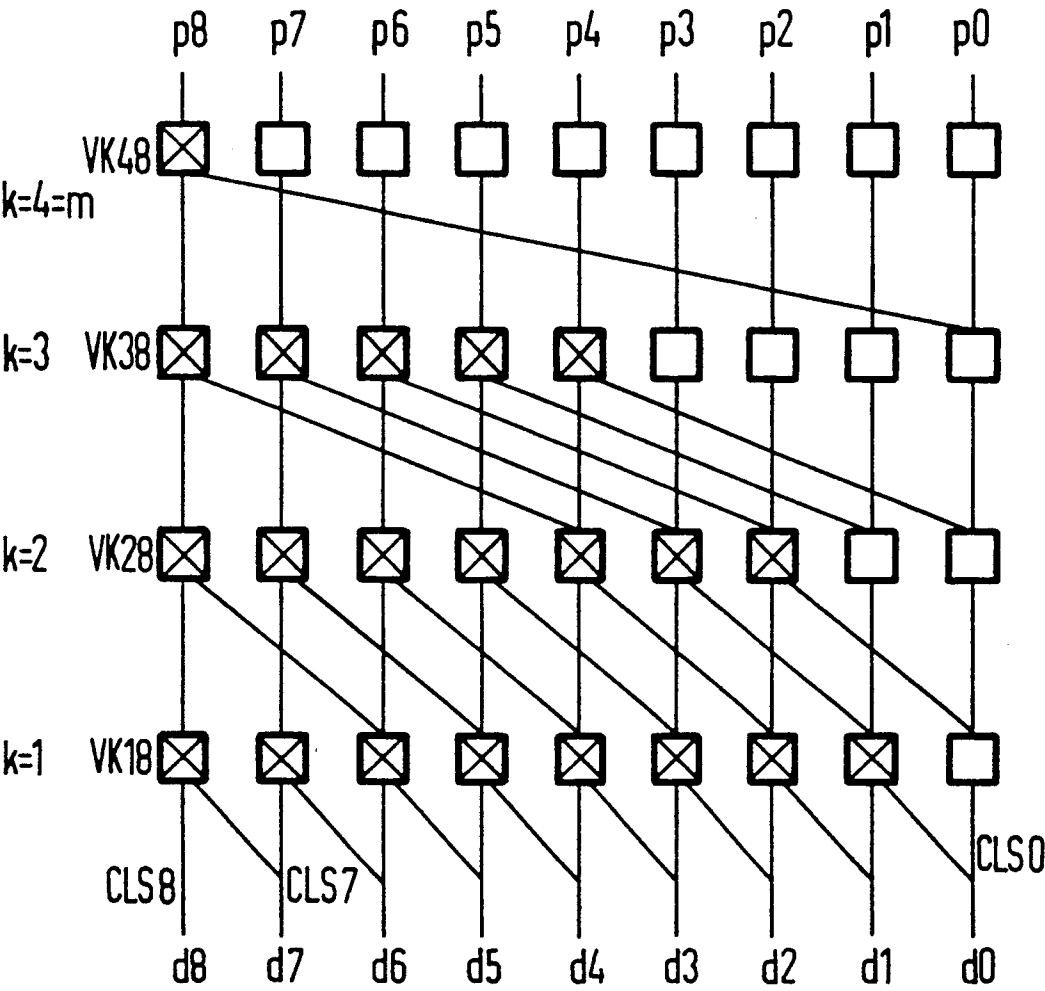 p8 p7 p6 p5 p4 p3 p2 p1 p0
VK48
k=4=m
k=3 VK38
k=2 VK28
k=1 VK18
CLS8 CLS7 CLS0
d8 d7 d6 d5 d4 d3 d2 d1 d0